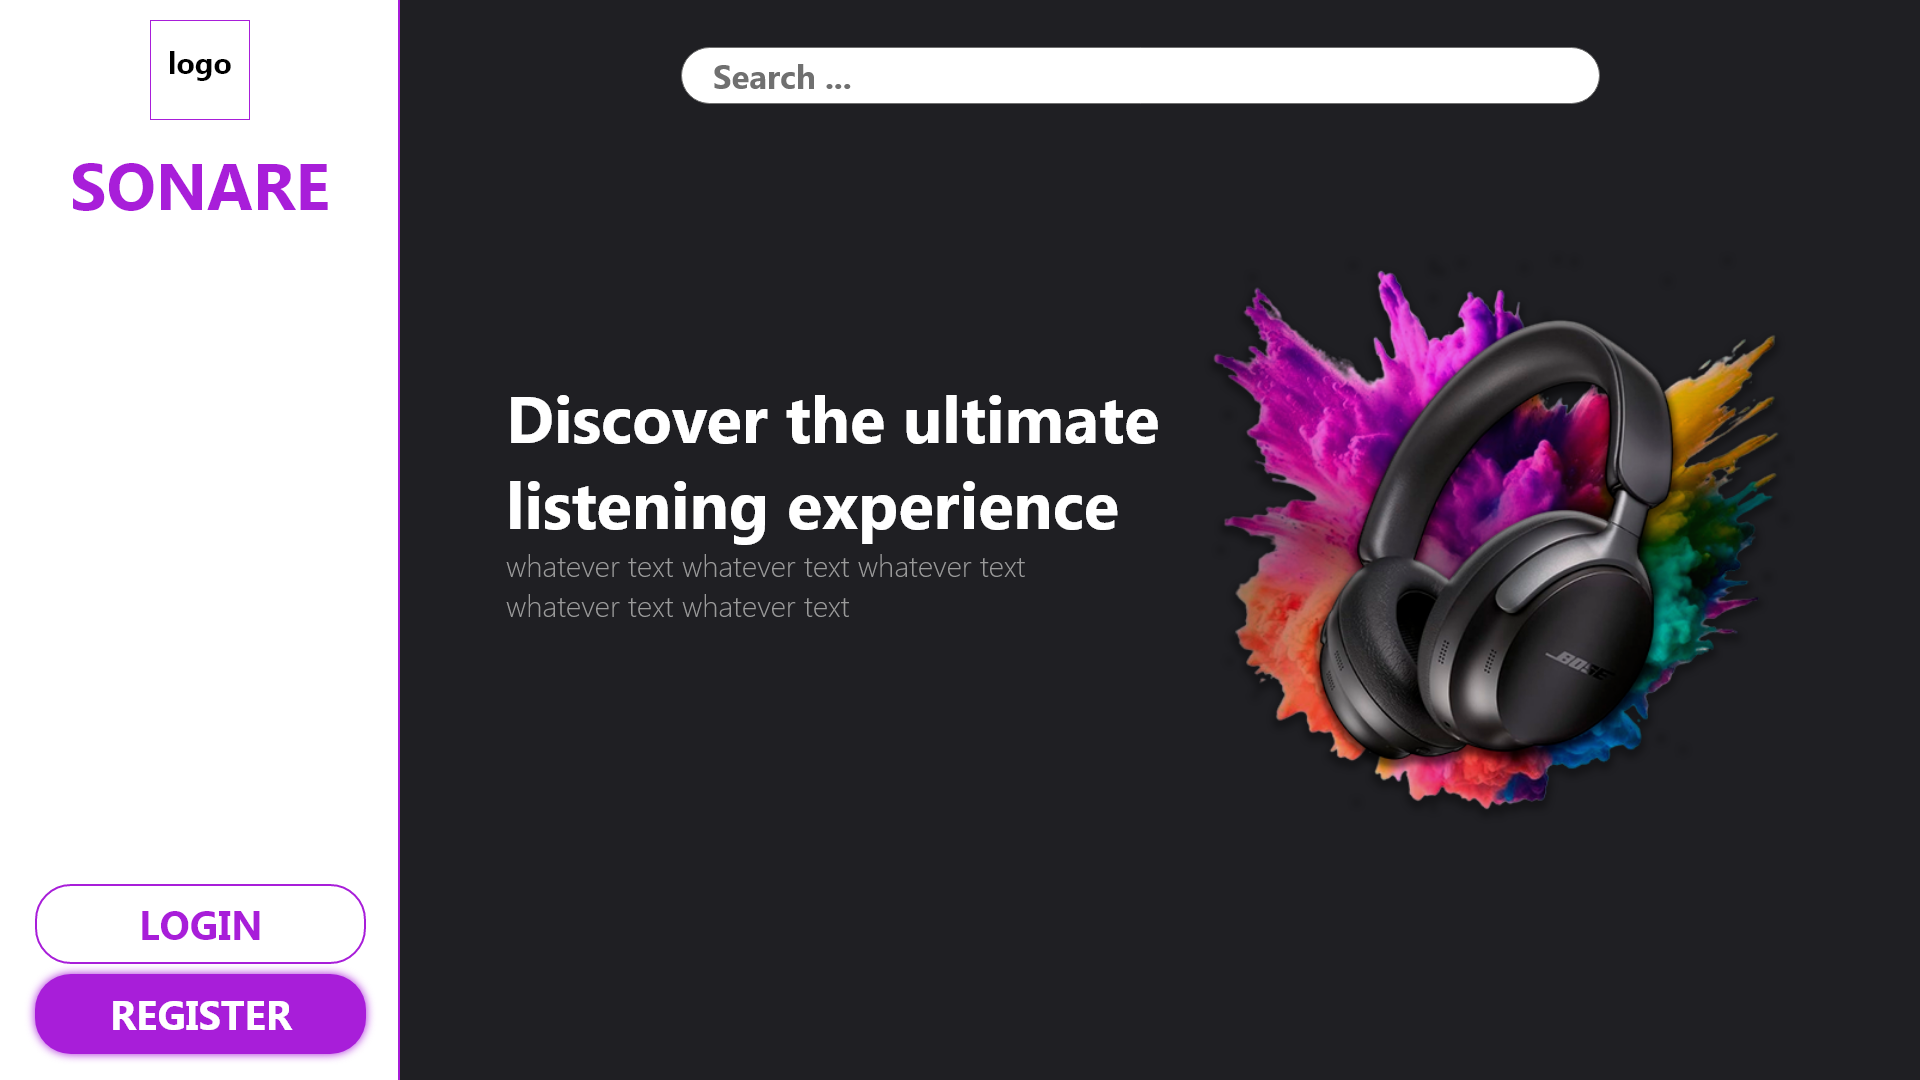 logo
SONARE
Search ...
Discover the ultimate
listening experience
whatever text whatever text whatever text
whatever text whatever text
BOSE
LOGIN
REGISTER